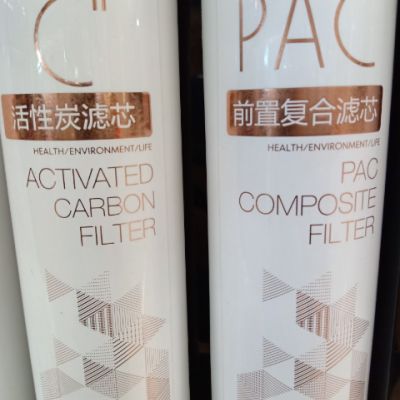 C
活性炭滤芯
HEALTH/ENVIRONMENT/LIFE
ACTIVATED
CARBON
FILTER
PAC
前置复合滤芯
HEALTH/ENVIRONMENT/LIFE
PAC
COMPOSITE
FILTER